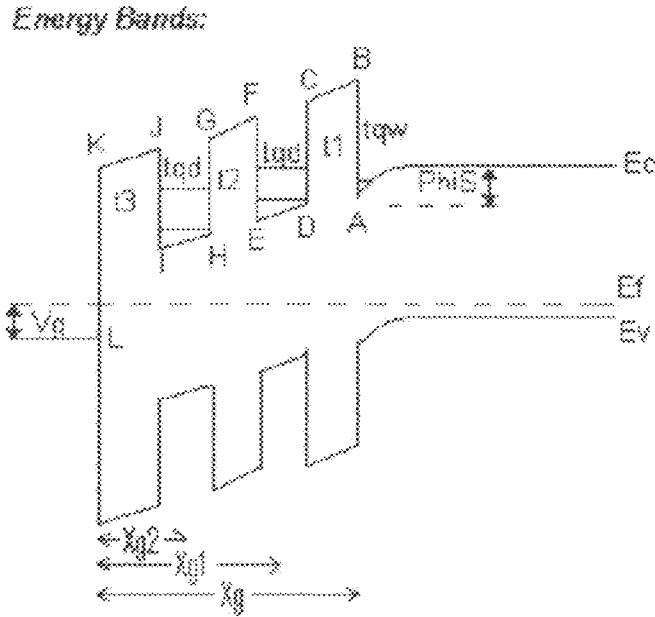 Energy Bands:
B
C
F
G
J
K
tqw
t1
tqd
t2
tqd
t3
Ec
PhiS
A
D
E
H
I
Ef
Vg
L
Ev
Xg2
Xg1
Xg